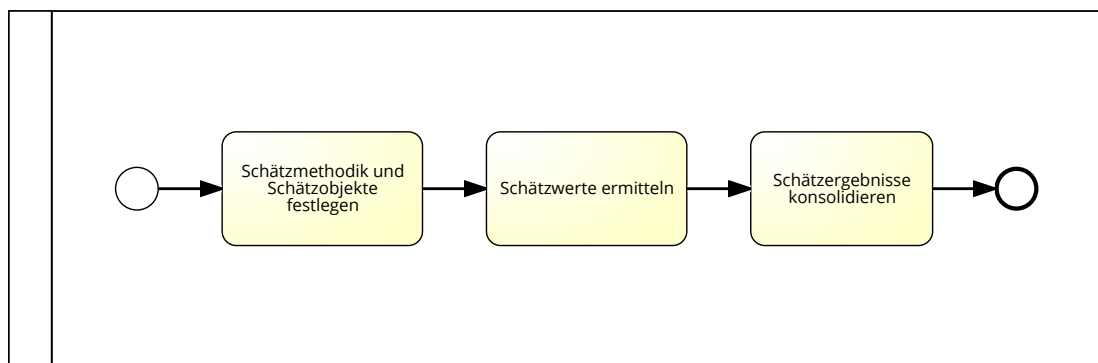 Schätzmethodik und
Schätzobjekte
festlegen
Schätzwerte ermitteln
Schätzergebnisse
konsolidieren